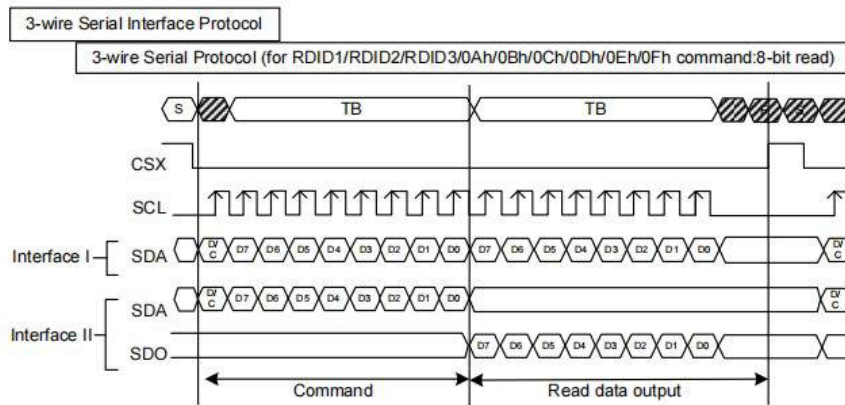 3-wire Serial Interface Protocol
3-wire Serial Protocol (for RDID1/RDID2/RDID3/0Ah/0Bh/0Ch/0Dh/0Eh/0Fh command:8-bit read)
S TB TB P S
CSX
SCL
Interface I SDA D/C D7 D6 D5 D4 D3 D2 D1 D0 D7 D6 D5 D4 D3 D2 D1 D0 D/C
SDA D/C D7 D6 D5 D4 D3 D2 D1 D0 D/C
Interface II
SDO D7 D6 D5 D4 D3 D2 D1 D0
Command Read data output